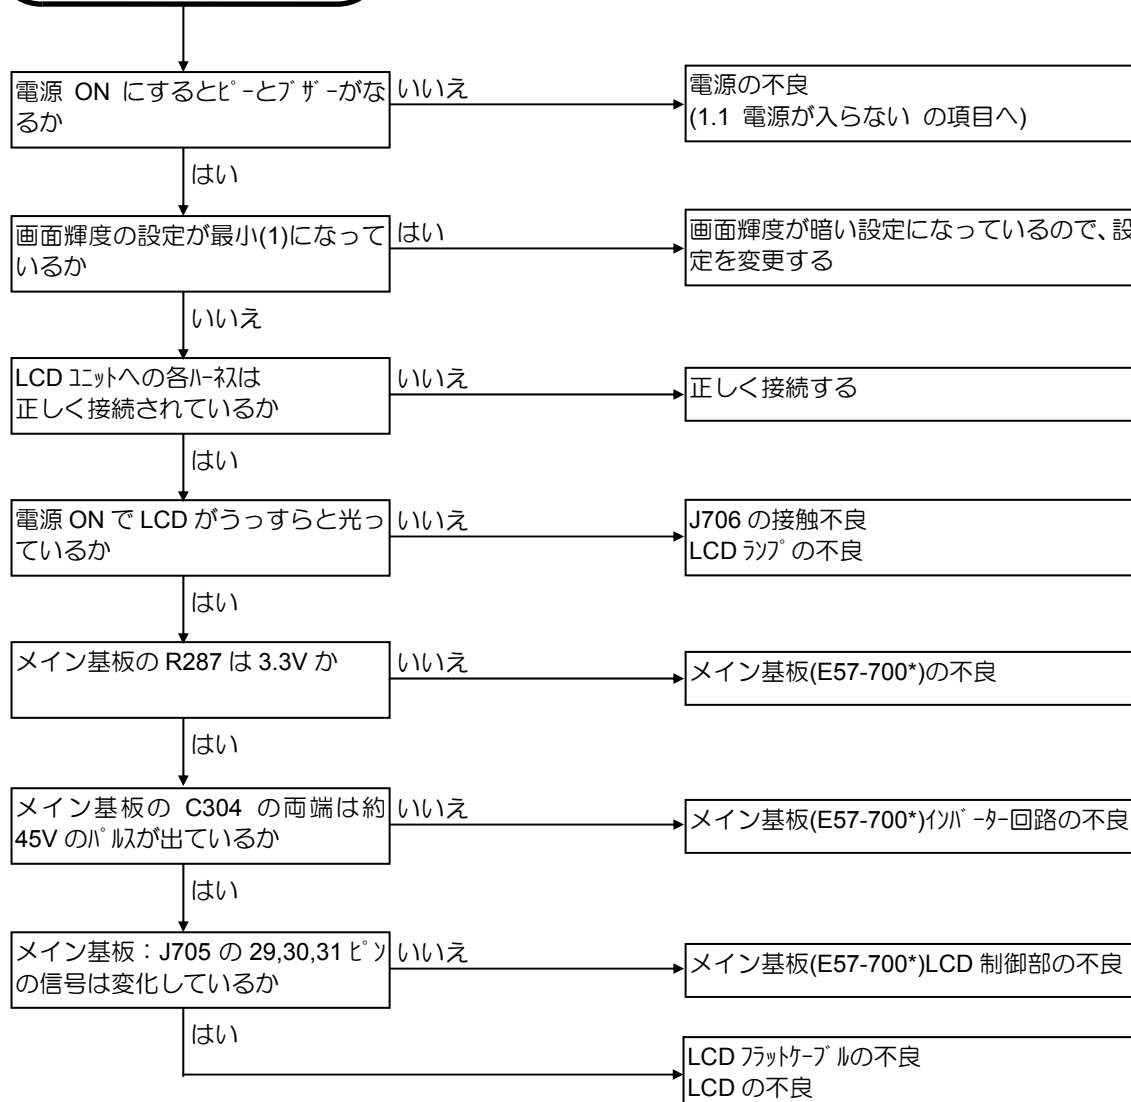 電源 ON にするとﾋﾟｰとﾌﾞｻﾞｰがな
るか
いいえ
電源の不良
(1.1 電源が入らない の項目へ)
はい
画面輝度の設定が最小(1)になって
いるか
はい
画面輝度が暗い設定になっているので、設
定を変更する
いいえ
LCD ﾕﾆｯﾄへの各ﾊｰﾈｽは
正しく接続されているか
いいえ
正しく接続する
はい
電源 ON で LCD がうっすらと光っ
ているか
いいえ
J706 の接触不良
LCD ﾗﾝﾌﾟの不良
はい
メイン基板の R287 は 3.3V か
いいえ
メイン基板(E57-700*)の不良
はい
メイン基板の C304 の両端は約
45V のﾊﾟﾙｽが出ているか
いいえ
メイン基板(E57-700*)ｲﾝﾊﾞｰﾀｰ回路の不良
はい
メイン基板：J705 の 29,30,31 ﾋﾟﾝ
の信号は変化しているか
いいえ
メイン基板(E57-700*)LCD 制御部の不良
はい
LCD ﾌﾗｯﾄｹｰﾌﾞﾙの不良
LCD の不良